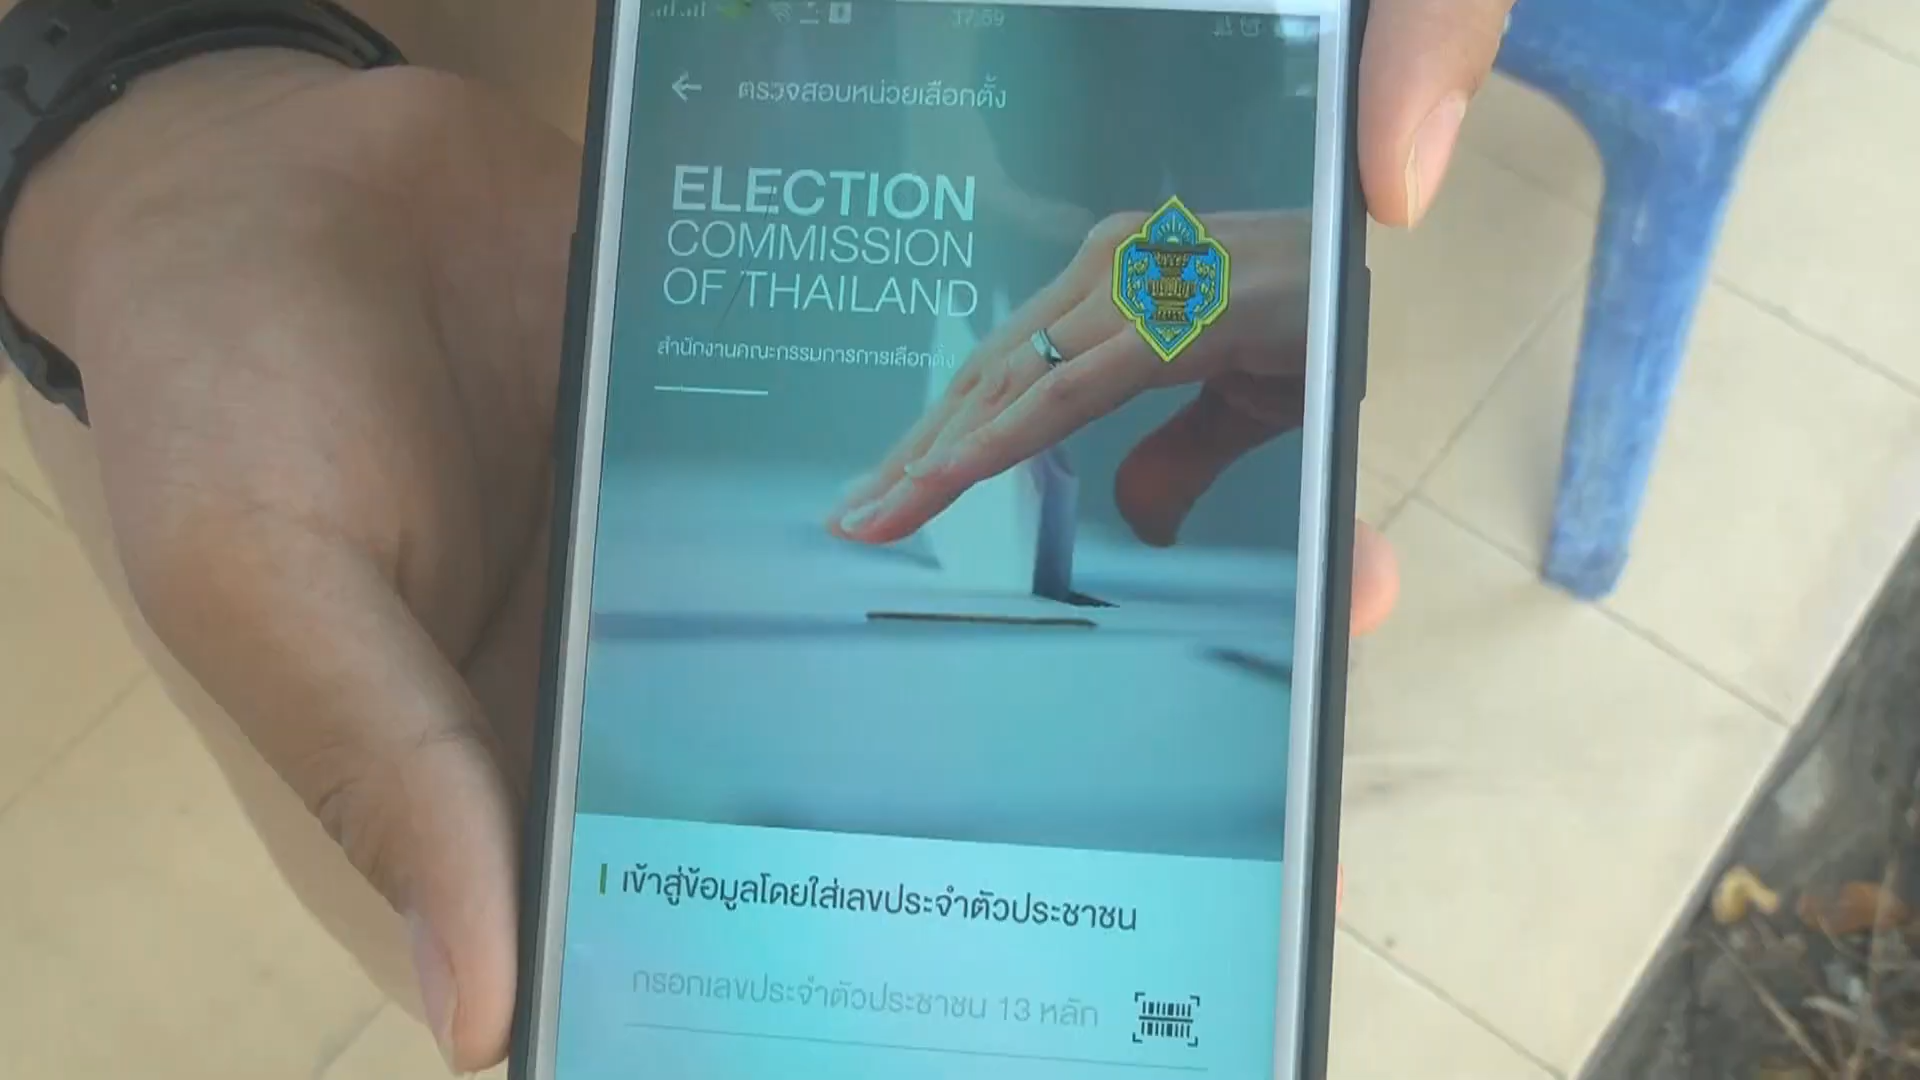 17:59
ตรวจสอบหน่วยเลือกตั้ง
ELECTION
COMMISSION
OF THAILAND
สำนักงานคณะกรรมการการเลือกตั้ง
เข้าสู่ข้อมูลโดยใส่เลขประจำตัวประชาชน
กรอกเลขประจำตัวประชาชน 13 หลัก